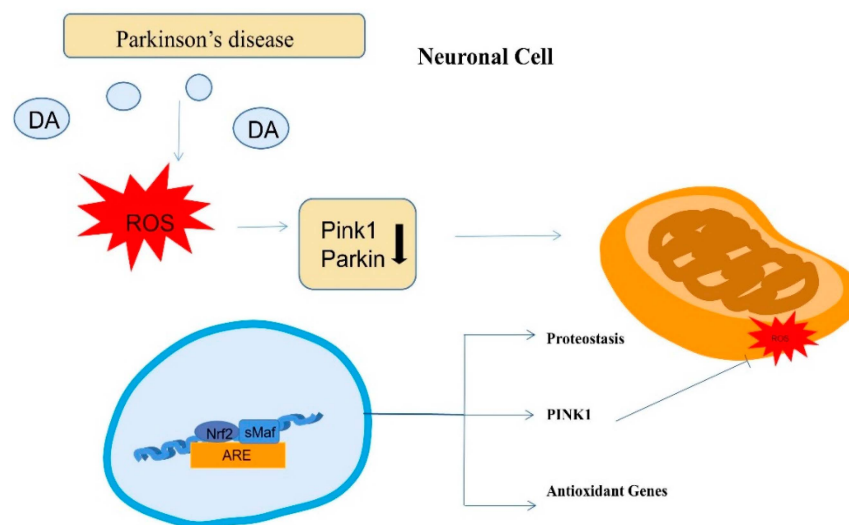 Parkinson's disease
Neuronal Cell
DA
DA
ROS
Pink1
Parkin
ROS
Proteostasis
PINK1
Antioxidant Genes
Nrf2
sMaf
ARE